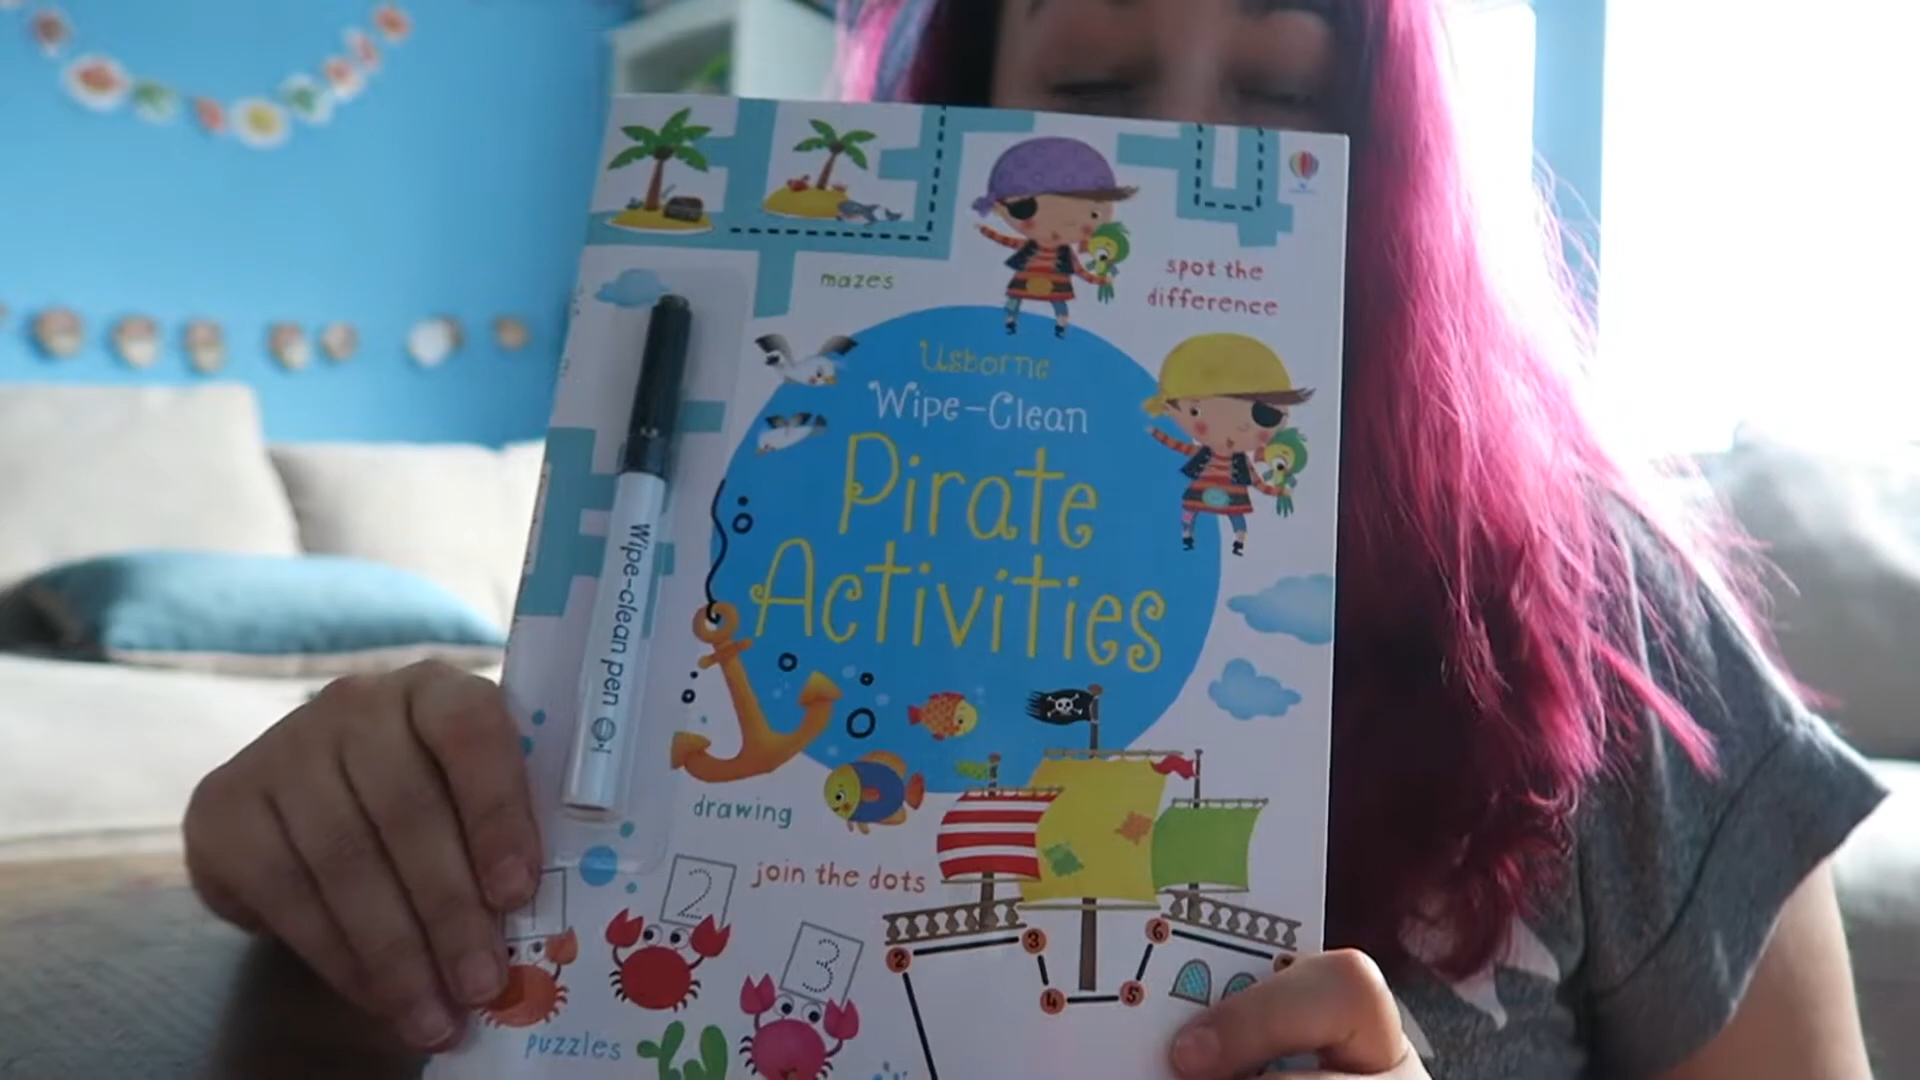 mazes
spot the
difference
Usborne
Wipe-Clean
Pirate
Activities
Wipe-clean pen
drawing
join the dots
1
2
3
2
3
6
4
5
puzzles